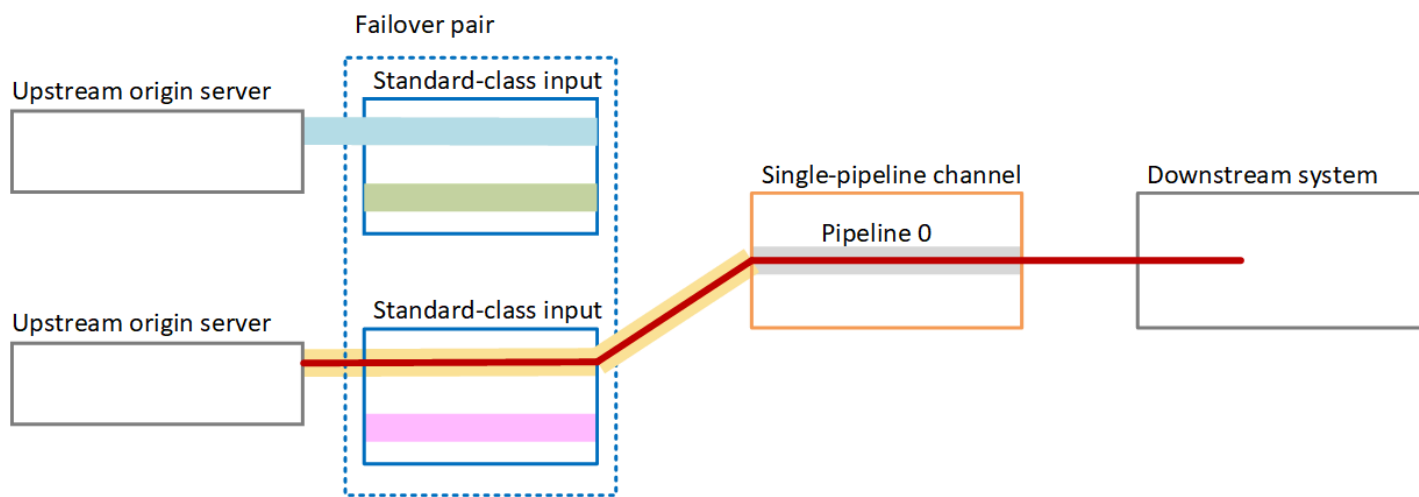 Failover pair
Standard-class input
Upstream origin server
Single-pipeline channel
Downstream system
Pipeline 0
Standard-class input
Upstream origin server